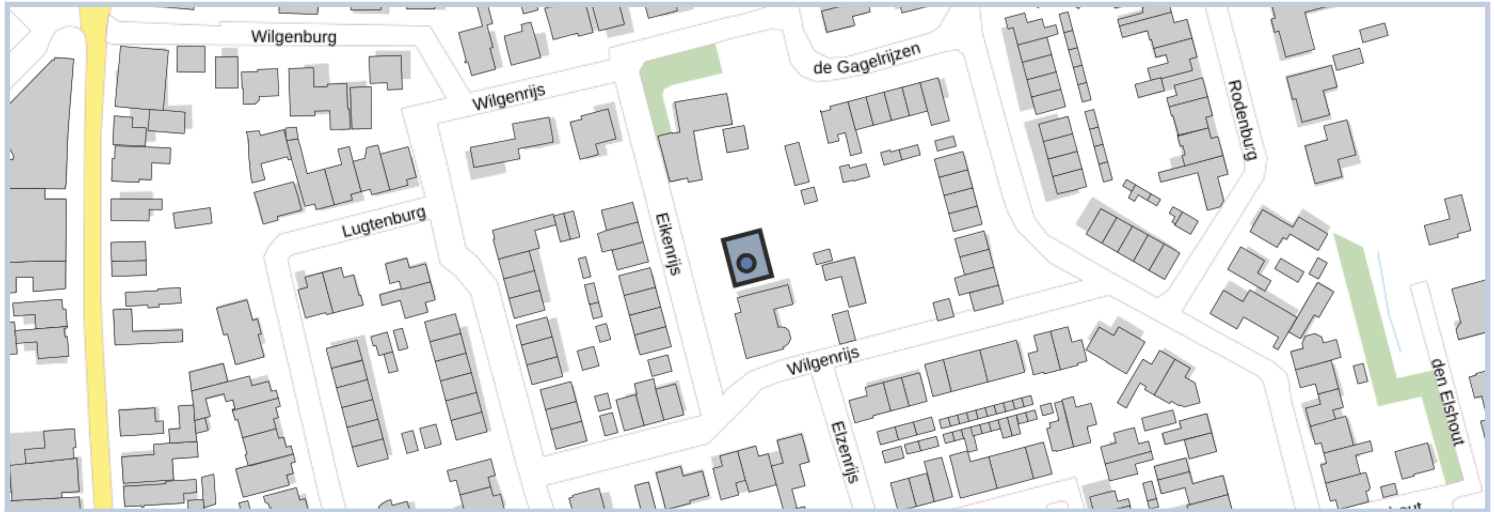 Wilgenburg
de Gagelrijzen
Wilgenrijs
Rodenburg
Lugtenburg
Eikenrijs
Wilgenrijs
den Elshout
Elzenrijs